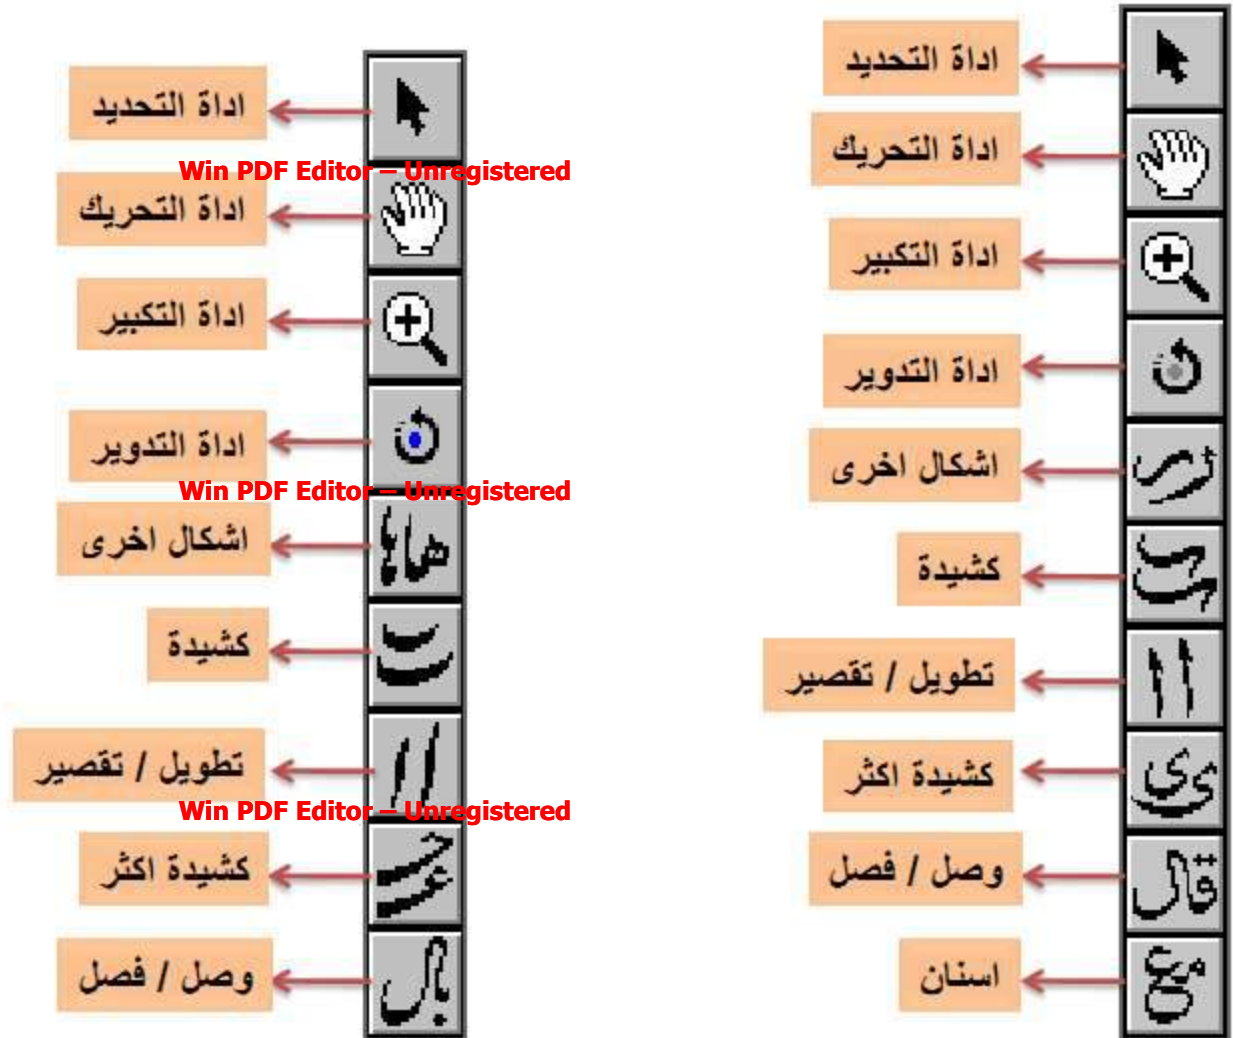 اداة التحديد
اداة التحريك
اداة التكبير
اداة التدوير
اشكال اخرى
كشيدة
تطويل / تقصير
كشيدة اكثر
وصل / فصل
اسنان
اداة التحديد
Win PDF Editor – Unregistered
اداة التحريك
اداة التكبير
اداة التدوير
Win PDF Editor – Unregistered
اشكال اخرى
كشيدة
تطويل / تقصير
Win PDF Editor – Unregistered
كشيدة اكثر
وصل / فصل